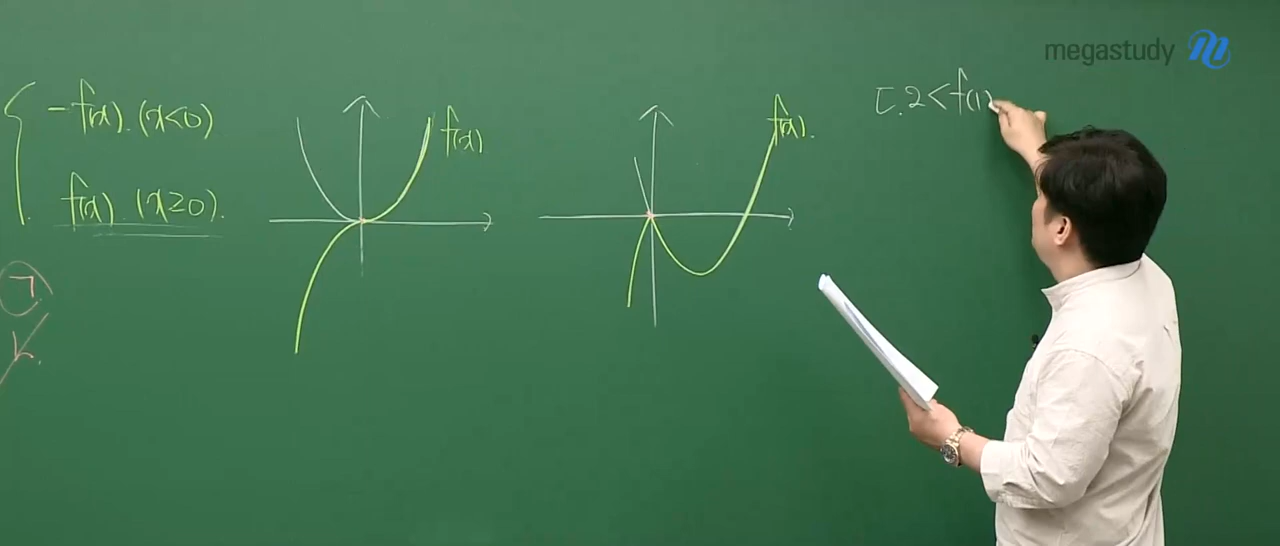 megastudy
-f(x). (x<0)
f(x). (x≥0).
ㄱ.
ㄴ.
f(x)
f(x).
ㄷ. 2<f(1)